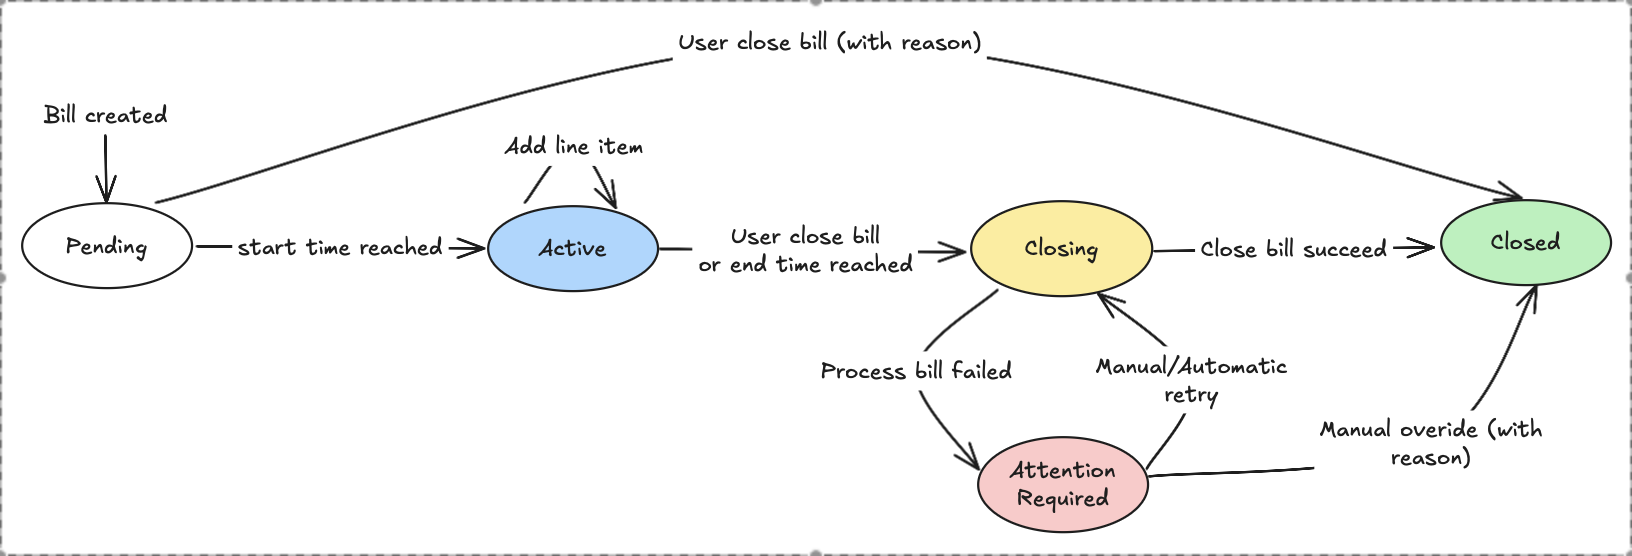 User close bill (with reason)
Bill created
Add line item
Pending
start time reached
Active
User close bill
or end time reached
Closing
Close bill succeed
Closed
Process bill failed
Manual/Automatic
retry
Manual overide (with
reason)
Attention
Required